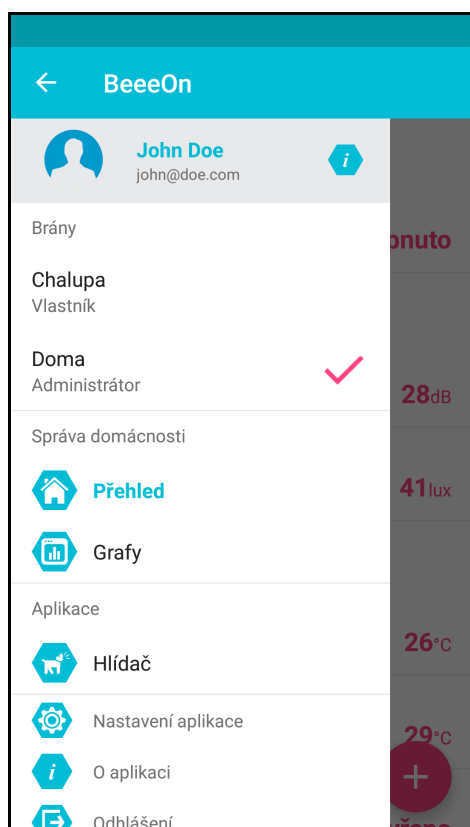 BeeeOn
John Doe
john@doe.com
Brány
Chalupa
Vlastník
Doma
Administrátor
28dB
Správa domácnosti
Přehled
41lux
Grafy
Aplikace
26°C
Hlídač
Nastavení aplikace
29°C
O aplikaci
Odhlášení